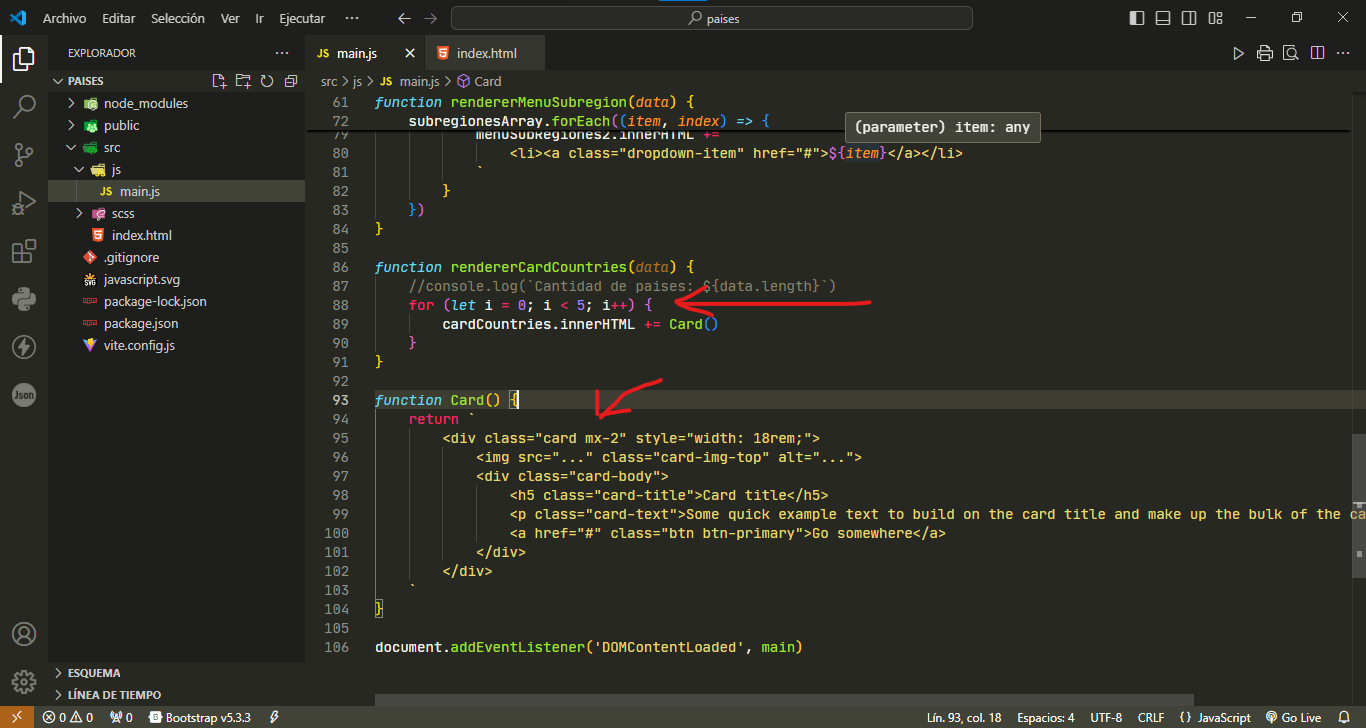 Archivo Editar Selección Ver Ir Ejecutar ···
paises
EXPLORADOR ···
PAISES
node_modules
public
src
js
JS main.js
scss
index.html
.gitignore
javascript.svg
package-lock.json
package.json
vite.config.js
Json
ESQUEMA
LÍNEA DE TIEMPO
JS main.js
index.html
src > js > JS main.js > Card
61 function rendererMenuSubregion(data) {
72 subregionesArray.forEach((item, index) => {
(parameter) item: any
79 menuSubRegiones2.innerHTML += `
80 <li><a class="dropdown-item" href="#">${item}</a></li>
81 `
82 }
83 })
84 }
85
86 function rendererCardCountries(data) {
87 //console.log(`Cantidad de paises: ${data.length}`)
88 for (let i = 0; i < 5; i++) {
89 cardCountries.innerHTML += Card()
90 }
91 }
92
93 function Card() {
94 return `
95 <div class="card mx-2" style="width: 18rem;">
96 <img src="..." class="card-img-top" alt="...">
97 <div class="card-body">
98 <h5 class="card-title">Card title</h5>
99 <p class="card-text">Some quick example text to build on the card title and make up the bulk of the ca
100 <a href="#" class="btn btn-primary">Go somewhere</a>
101 </div>
102 </div>
103 `
104 }
105
106 document.addEventListener('DOMContentLoaded', main)
0 0 0 Bootstrap v5.3.3 Lín. 93, col. 18 Espacios: 4 UTF-8 CRLF {} JavaScript Go Live